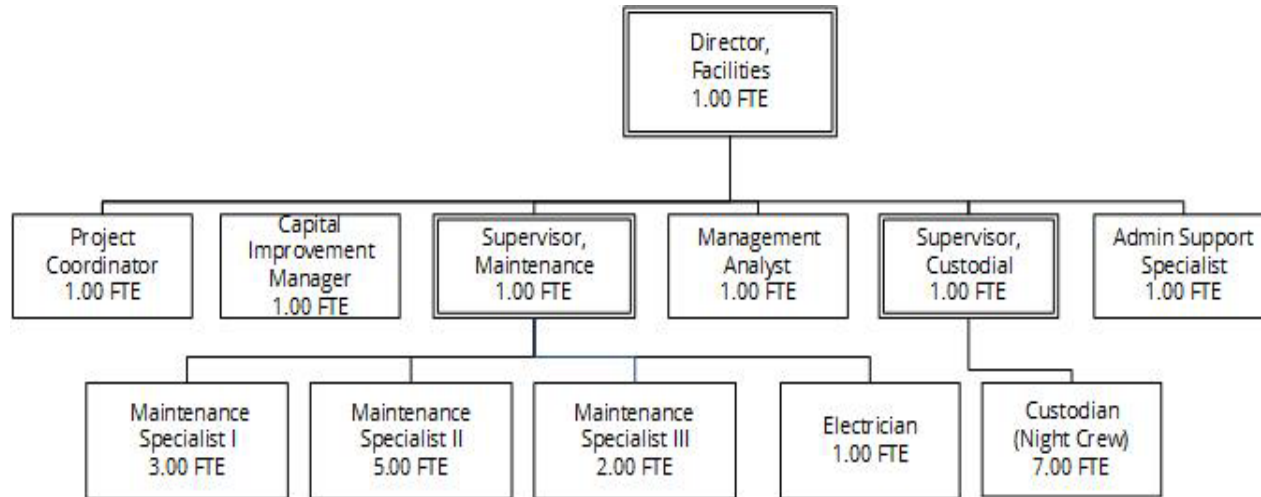 Director,
Facilities
1.00 FTE
Project
Coordinator
1.00 FTE
Capital
Improvement
Manager
1.00 FTE
Supervisor,
Maintenance
1.00 FTE
Management
Analyst
1.00 FTE
Supervisor,
Custodial
1.00 FTE
Admin Support
Specialist
1.00 FTE
Maintenance
Specialist I
3.00 FTE
Maintenance
Specialist II
5.00 FTE
Maintenance
Specialist III
2.00 FTE
Electrician
1.00 FTE
Custodian
(Night Crew)
7.00 FTE